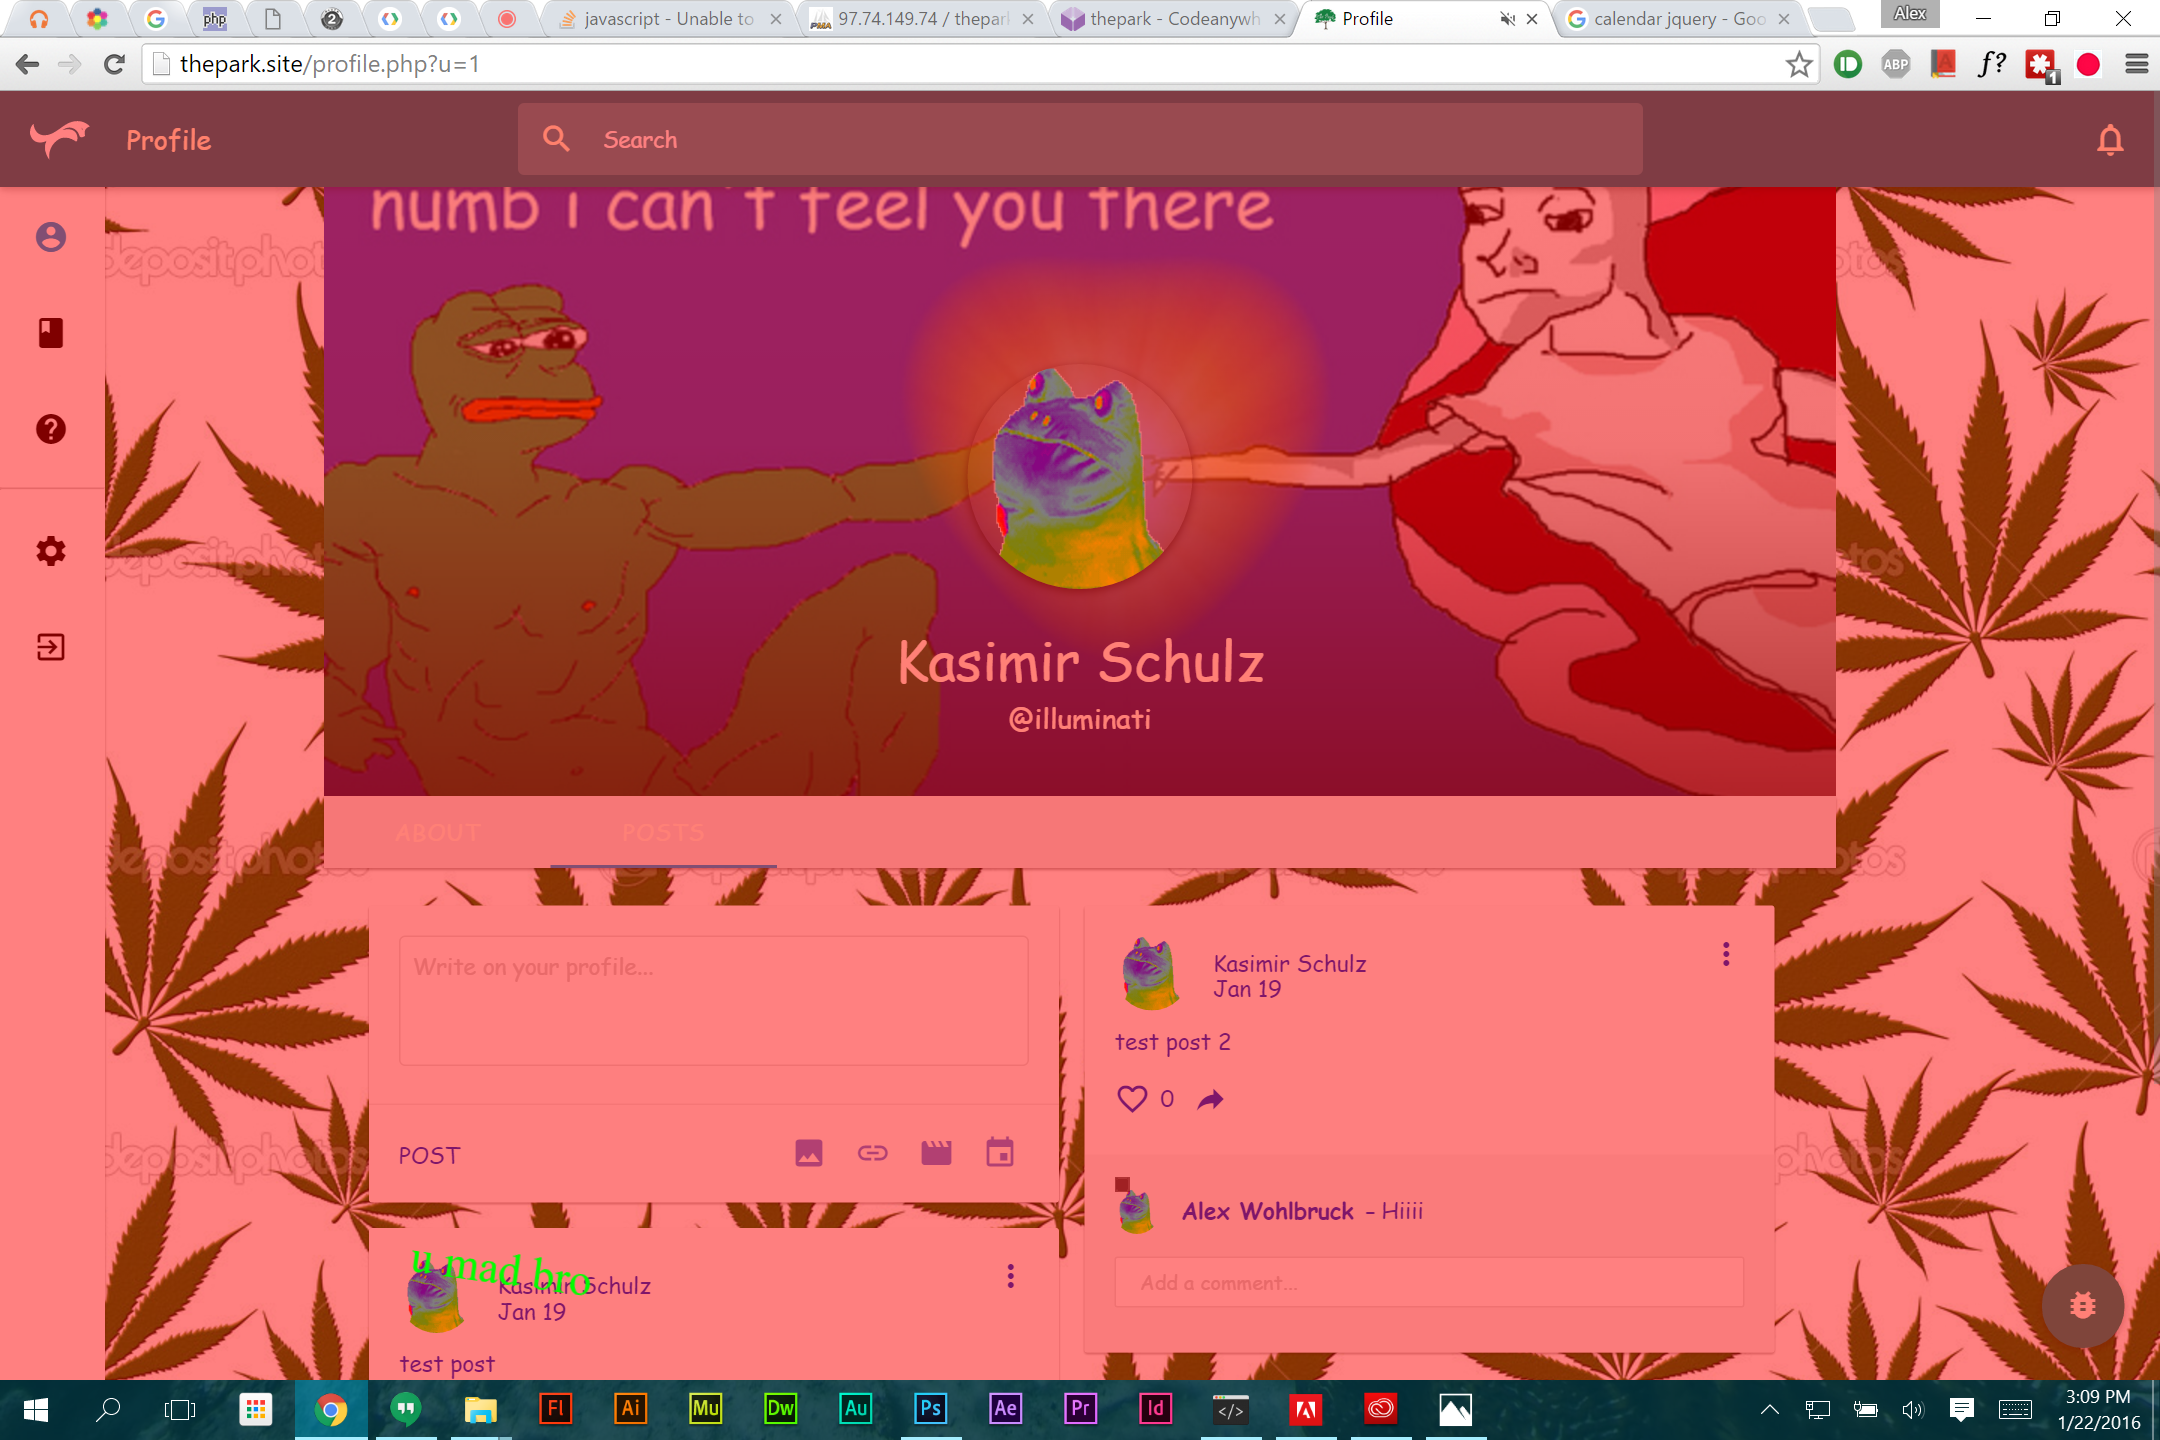 javascript - Unable to
97.74.149.74 / thepark
thepark - Codeanywh
Profile
calendar jquery - Goo
Alex
thepark.site/profile.php?u=1
ABP
f?
1
Profile
Search
numb i can't feel you there
depositphotos
Kasimir Schulz
@illuminati
ABOUT
POSTS
Write on your profile...
POST
Kasimir Schulz
Jan 19
test post 2
0
Alex Wohlbruck - Hiiii
Add a comment...
u mad bro
Kasimir Schulz
Jan 19
test post
Fl
Ai
Mu
Dw
Au
Ps
Ae
Pr
Id
3:09 PM
1/22/2016